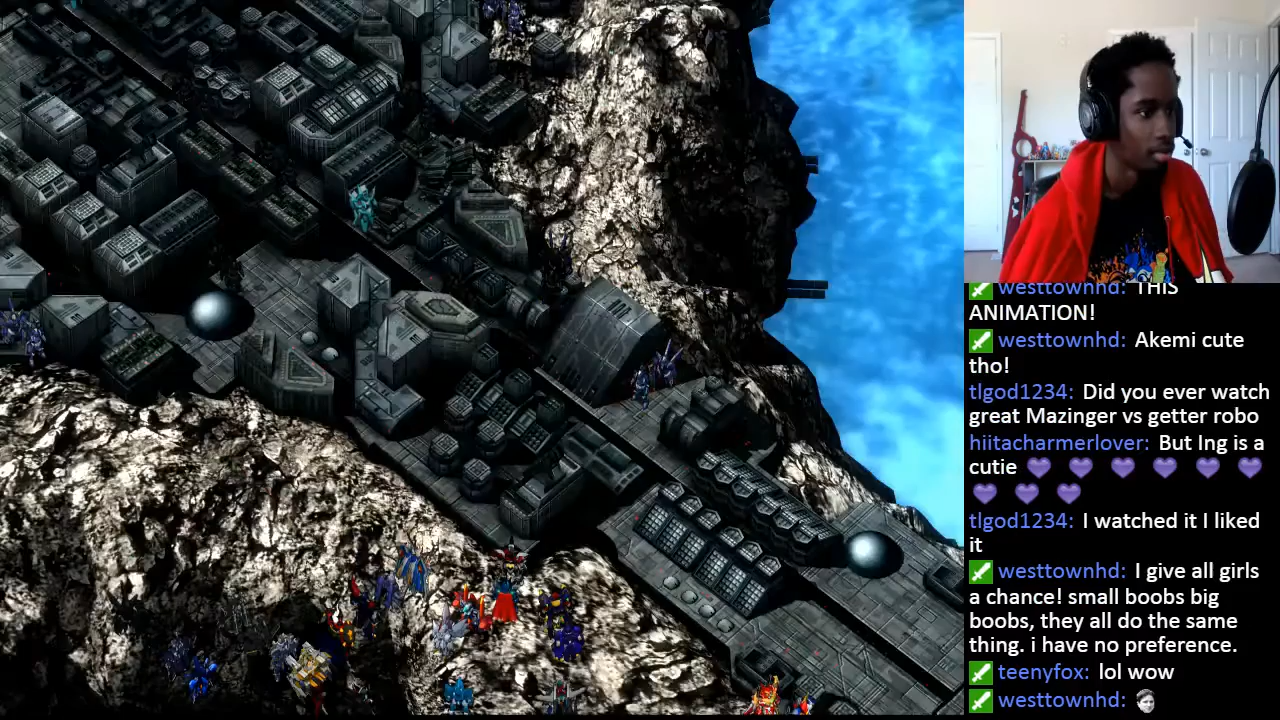 westtownhd: THIS
ANIMATION!
westtownhd: Akemi cute
tho!
tlgod1234: Did you ever watch
great Mazinger vs getter robo
hiitacharmerlover: But Ing is a
cutie
tlgod1234: I watched it I liked
it
westtownhd: I give all girls
a chance! small boobs big
boobs, they all do the same
thing. i have no preference.
teenyfox: lol wow
westtownhd: